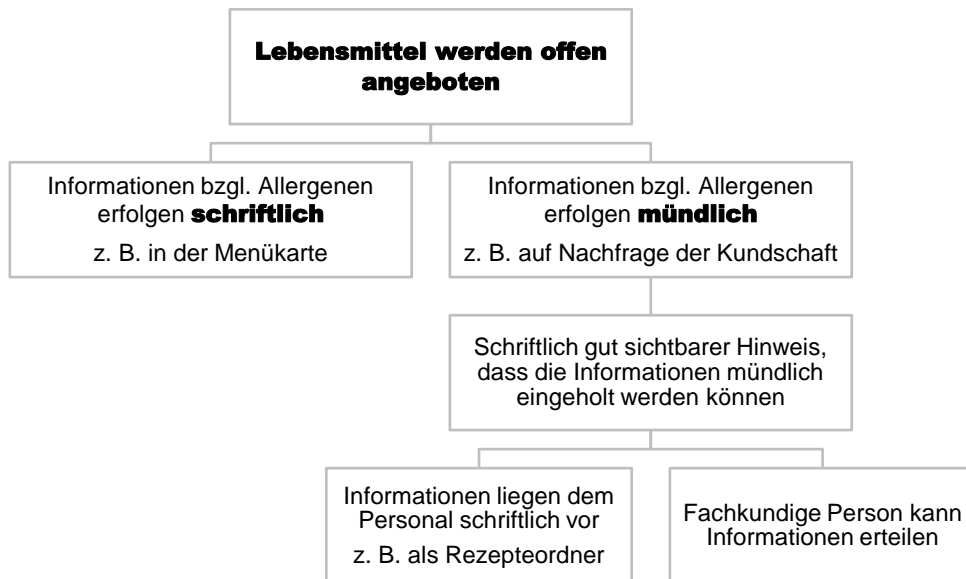 Lebensmittel werden offen
angeboten
Informationen bzgl. Allergenen
erfolgen schriftlich
z. B. in der Menükarte
Informationen bzgl. Allergenen
erfolgen mündlich
z. B. auf Nachfrage der Kundschaft
Schriftlich gut sichtbarer Hinweis,
dass die Informationen mündlich
eingeholt werden können
Informationen liegen dem
Personal schriftlich vor
z. B. als Rezepteordner
Fachkundige Person kann
Informationen erteilen